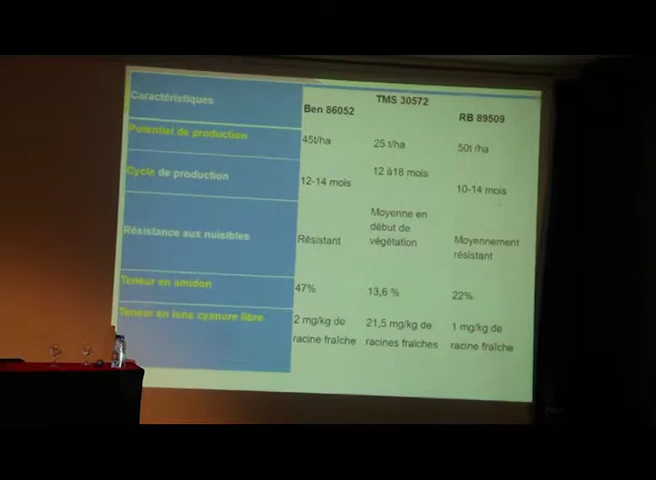 Caractéristiques Ben 86052 TMS 30572 RB 89509
Potentiel de production 45t/ha 25 t/ha 50t /ha
Cycle de production 12-14 mois 12 à18 mois 10-14 mois
Résistance aux nuisibles Résistant Moyenne en
début de
végétation Moyennement
résistant
Teneur en amidon 47% 13,6 % 22%
Teneur en ions cyanure libre 2 mg/kg de 21,5 mg/kg de 1 mg/kg de
racine fraîche racines fraîches racine fraîche